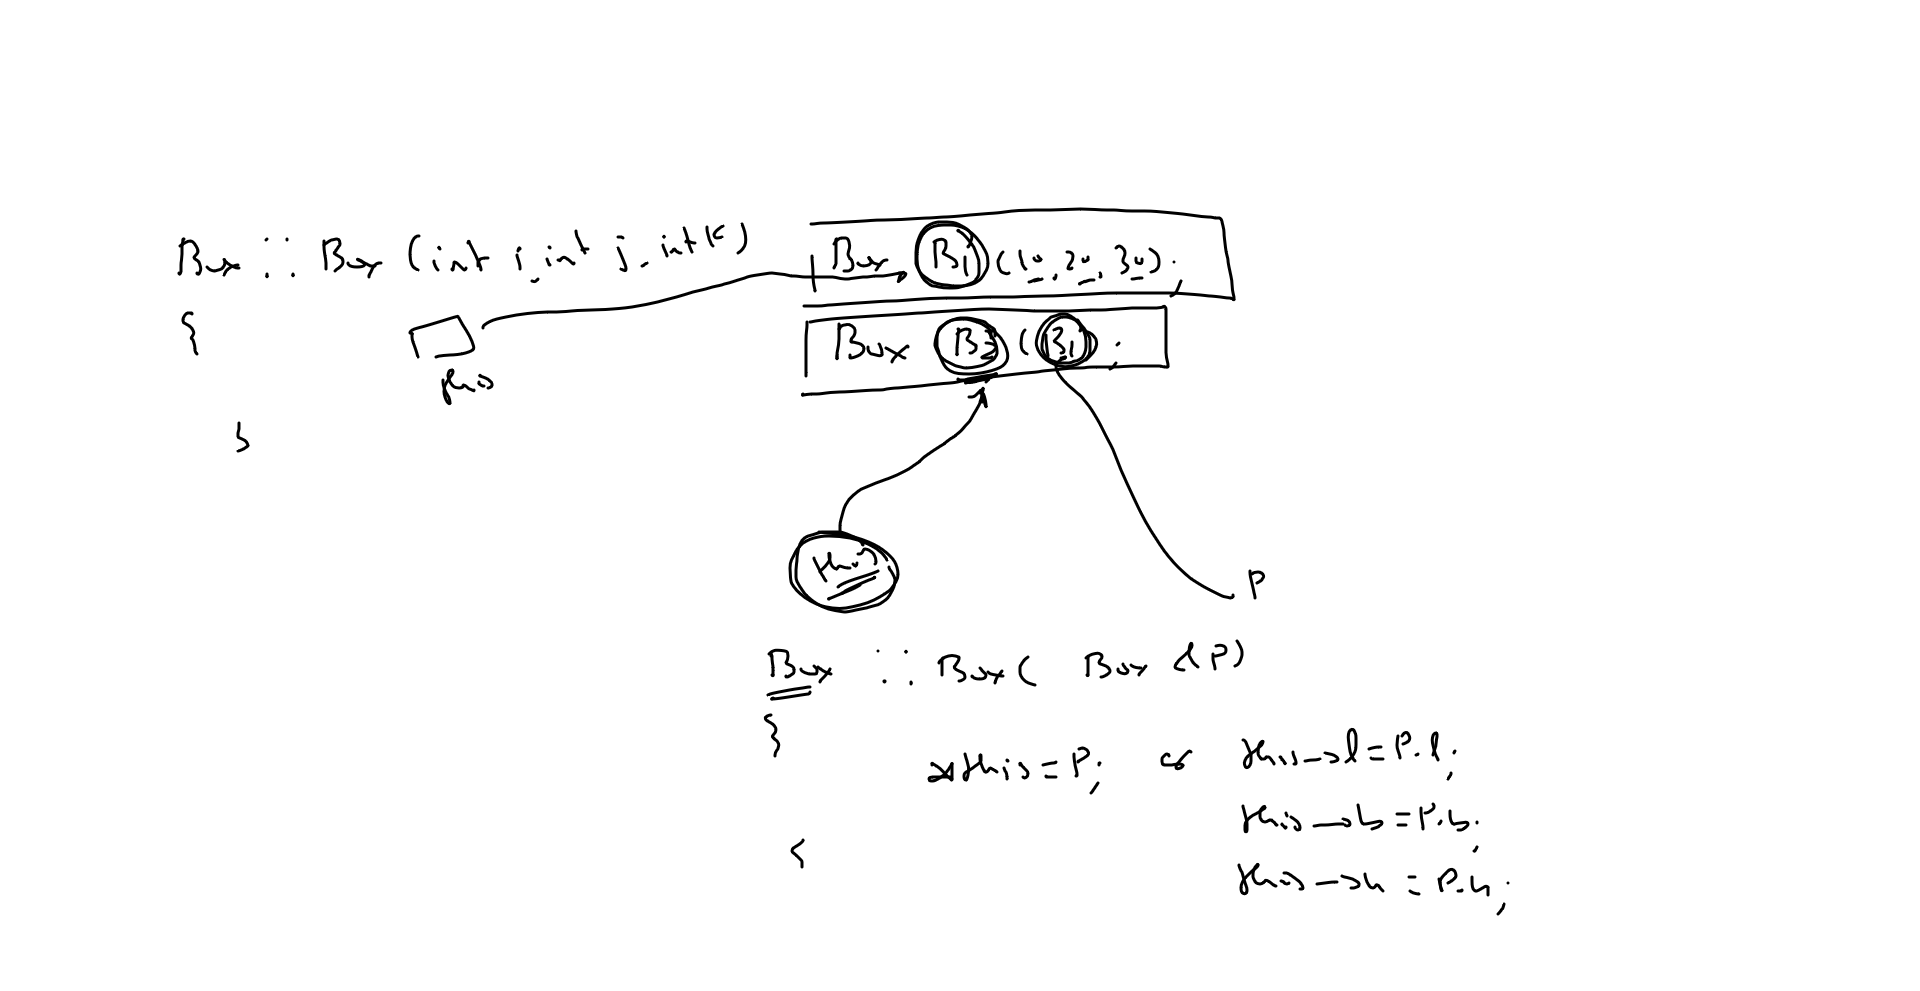 Box :: Box (int i, int j, int K)
{
this
}
Box B1 (10, 20, 30);
Box B2 (B1);
this
P
Box :: Box( Box &P)
{
*this = P; or this->l = P.l;
this->b = P.b;
this->h = P.h;
}